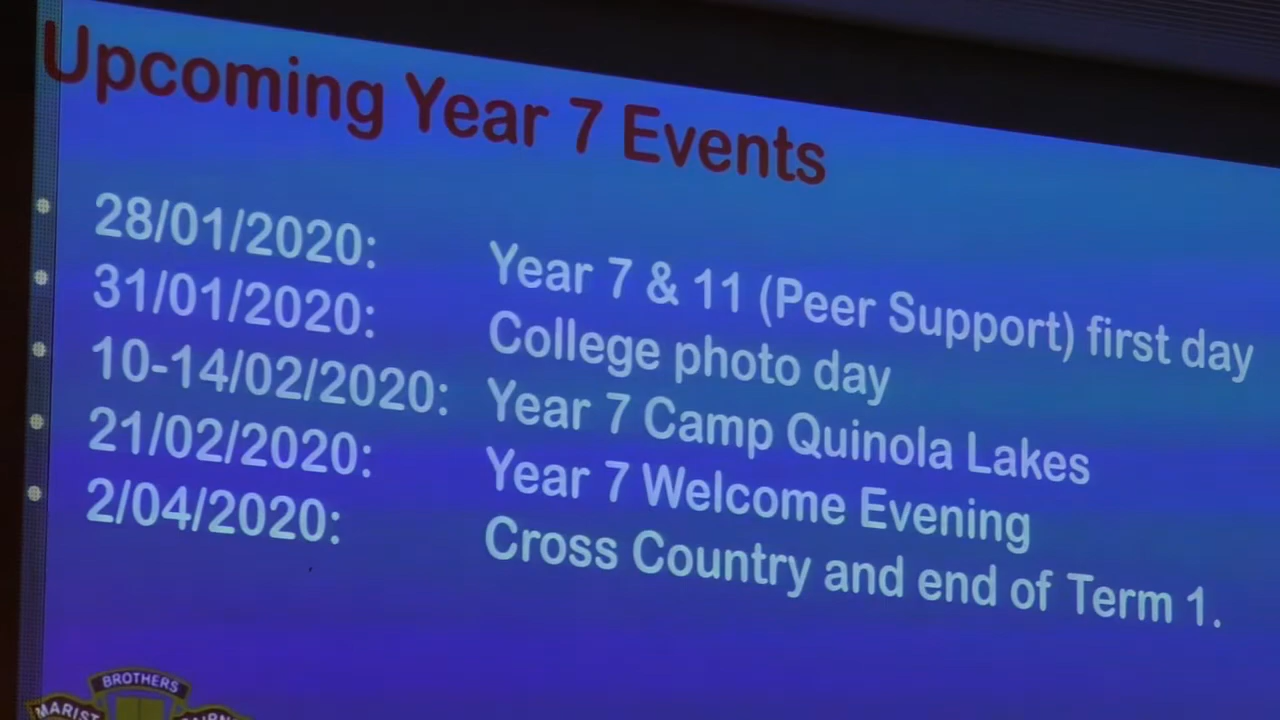 Upcoming Year 7 Events
28/01/2020: Year 7 & 11 (Peer Support) first day
31/01/2020: College photo day
10-14/02/2020: Year 7 Camp Quinola Lakes
21/02/2020: Year 7 Welcome Evening
2/04/2020: Cross Country and end of Term 1.
BROTHERS
MARIST